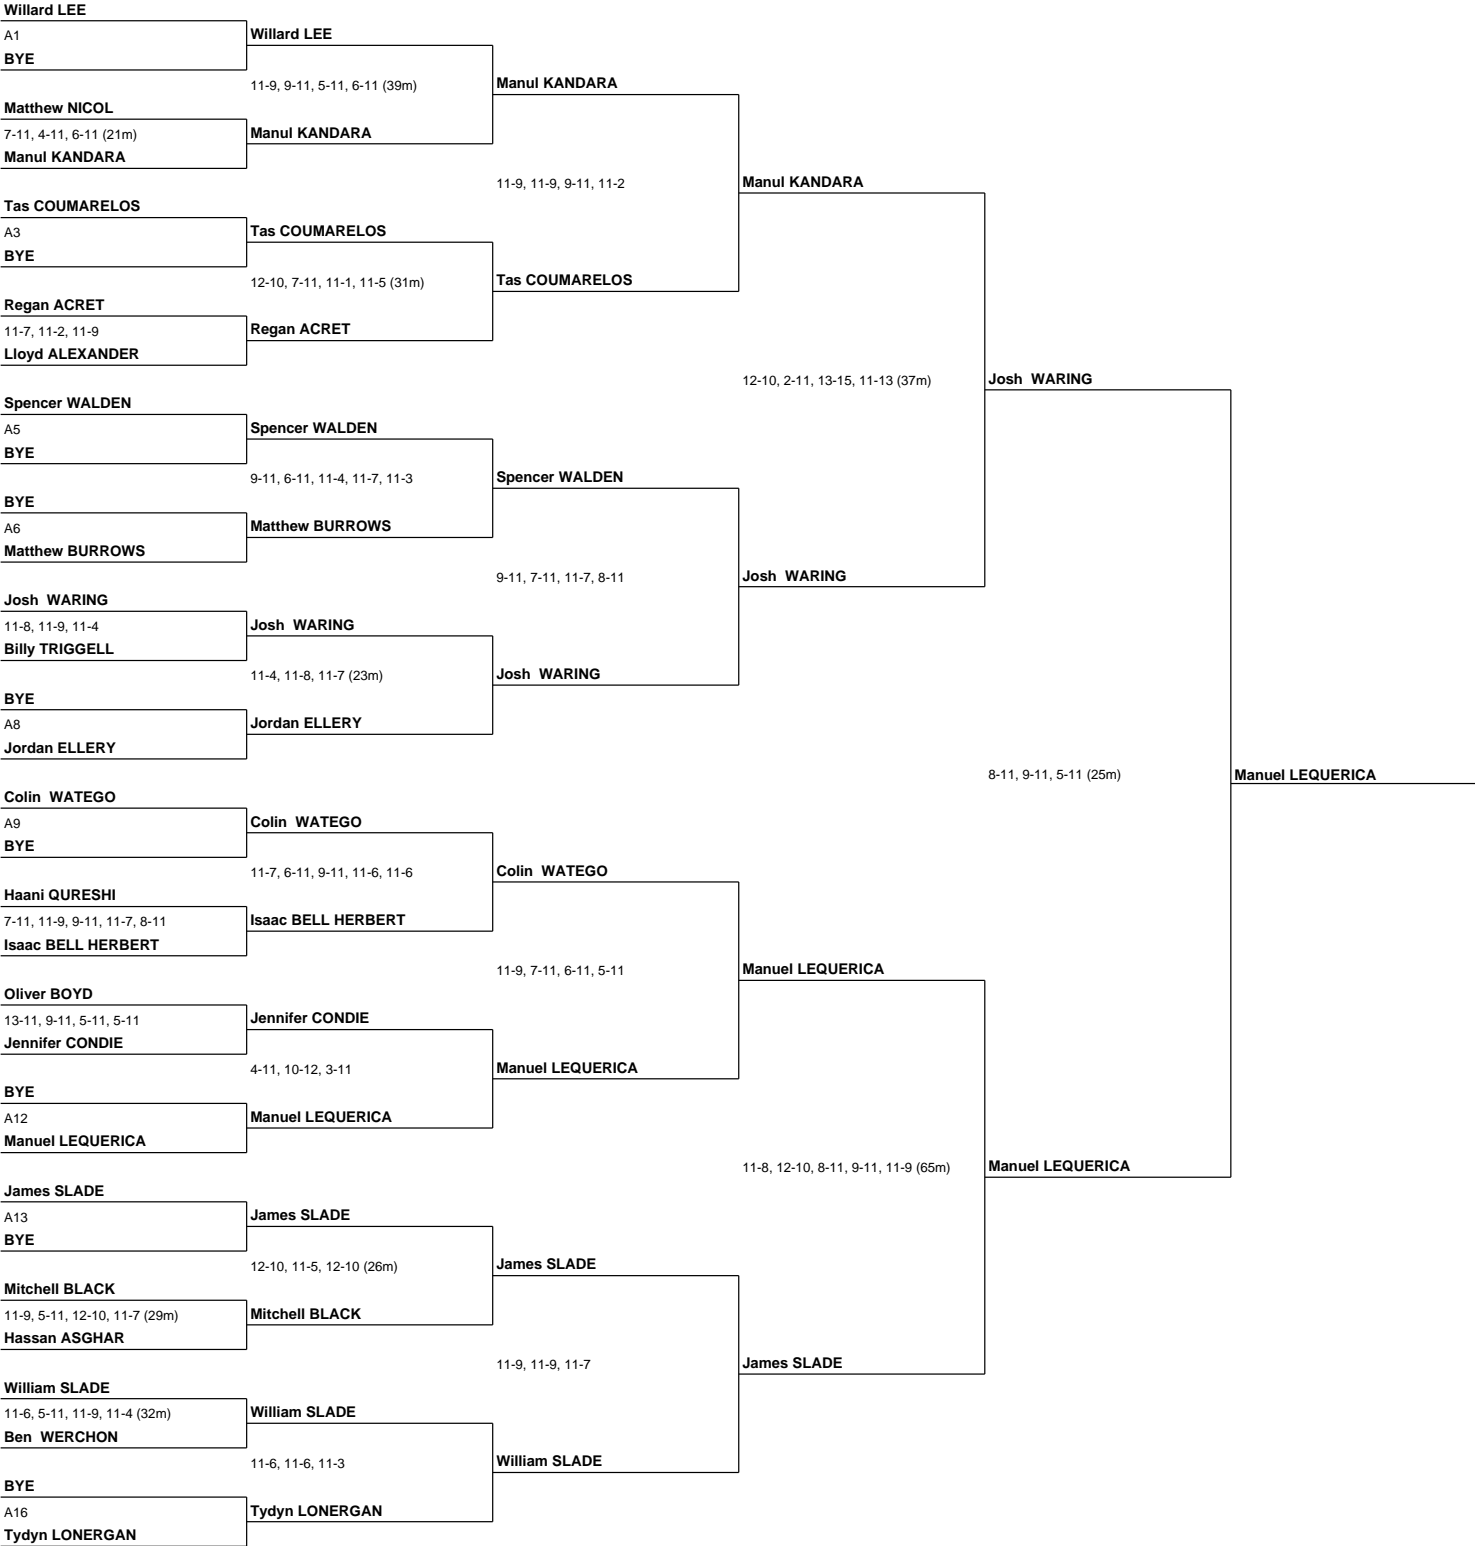 Willard LEE
A1
BYE
Matthew NICOL
7-11, 4-11, 6-11 (21m)
Manul KANDARA
Tas COUMARELOS
A3
BYE
Regan ACRET
11-7, 11-2, 11-9
Lloyd ALEXANDER
Spencer WALDEN
A5
BYE
BYE
A6
Matthew BURROWS
Josh WARING
11-8, 11-9, 11-4
Billy TRIGGELL
BYE
A8
Jordan ELLERY
Colin WATEGO
A9
BYE
Haani QURESHI
7-11, 11-9, 9-11, 11-7, 8-11
Isaac BELL HERBERT
Oliver BOYD
13-11, 9-11, 5-11, 5-11
Jennifer CONDIE
BYE
A12
Manuel LEQUERICA
James SLADE
A13
BYE
Mitchell BLACK
11-9, 5-11, 12-10, 11-7 (29m)
Hassan ASGHAR
William SLADE
11-6, 5-11, 11-9, 11-4 (32m)
Ben WERCHON
BYE
A16
Tydyn LONERGAN
Willard LEE
11-9, 9-11, 5-11, 6-11 (39m)
Manul KANDARA
Tas COUMARELOS
12-10, 7-11, 11-1, 11-5 (31m)
Regan ACRET
Spencer WALDEN
9-11, 6-11, 11-4, 11-7, 11-3
Matthew BURROWS
Josh WARING
11-4, 11-8, 11-7 (23m)
Jordan ELLERY
Colin WATEGO
11-7, 6-11, 9-11, 11-6, 11-6
Isaac BELL HERBERT
Jennifer CONDIE
4-11, 10-12, 3-11
Manuel LEQUERICA
James SLADE
12-10, 11-5, 12-10 (26m)
Mitchell BLACK
William SLADE
11-6, 11-6, 11-3
Tydyn LONERGAN
Manul KANDARA
11-9, 11-9, 9-11, 11-2
Tas COUMARELOS
Spencer WALDEN
9-11, 7-11, 11-7, 8-11
Josh WARING
Colin WATEGO
11-9, 7-11, 6-11, 5-11
Manuel LEQUERICA
James SLADE
11-9, 11-9, 11-7
William SLADE
Manul KANDARA
12-10, 2-11, 13-15, 11-13 (37m)
Josh WARING
Manuel LEQUERICA
11-8, 12-10, 8-11, 9-11, 11-9 (65m)
James SLADE
Josh WARING
8-11, 9-11, 5-11 (25m)
Manuel LEQUERICA
Manuel LEQUERICA